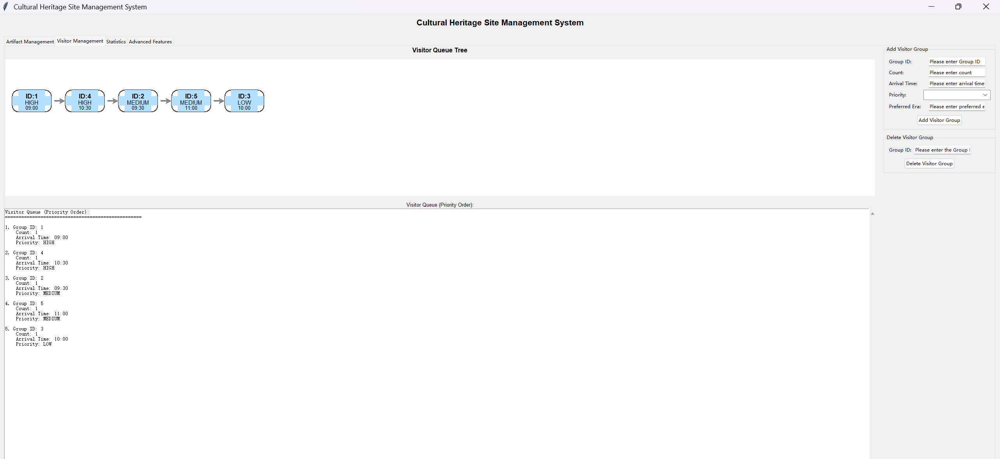 Cultural Heritage Site Management System
Cultural Heritage Site Management System
Artifact Management Visitor Management Statistics Advanced Features
Visitor Queue Tree
ID:1
HIGH
09:00
ID:4
HIGH
10:30
ID:2
MEDIUM
09:30
ID:5
MEDIUM
11:00
ID:3
LOW
10:00
Visitor Queue (Priority Order):
Visitor Queue (Priority Order):
==================================================
1. Group ID: 1
Count: 1
Arrival Time: 09:00
Priority: HIGH
2. Group ID: 4
Count: 1
Arrival Time: 10:30
Priority: HIGH
3. Group ID: 2
Count: 1
Arrival Time: 09:30
Priority: MEDIUM
4. Group ID: 5
Count: 1
Arrival Time: 11:00
Priority: MEDIUM
5. Group ID: 3
Count: 1
Arrival Time: 10:00
Priority: LOW
Add Visitor Group
Group ID: Please enter Group ID
Count: Please enter count
Arrival Time: Please enter arrival time
Priority:
Preferred Era: Please enter preferred e
Add Visitor Group
Delete Visitor Group
Group ID: Please enter the Group I
Delete Visitor Group